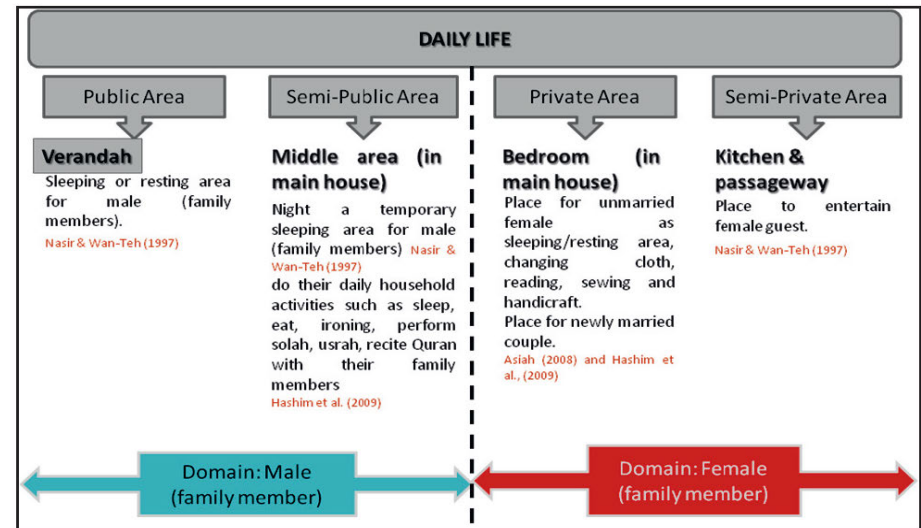 DAILY LIFE
Public Area
Verandah
Sleeping or resting area
for male (family
members).
Nasir & Wan-Teh (1997)
Semi-Public Area
Middle area (in
main house)
Night a temporary
sleeping area for male
(family members) Nasir &
Wan-Teh (1997)
do their daily household
activities such as sleep,
eat, ironing, perform
solah, usrah, recite Quran
with their family
members
Hashim et al. (2009)
Private Area
Bedroom (in
main house)
Place for unmarried
female as
sleeping/resting area,
changing cloth,
reading, sewing and
handicraft.
Place for newly married
couple.
Asiah (2008) and Hashim et
al., (2009)
Semi-Private Area
Kitchen &
passageway
Place to entertain
female guest.
Nasir & Wan-Teh (1997)
Domain: Male
(family member)
Domain: Female
(family member)